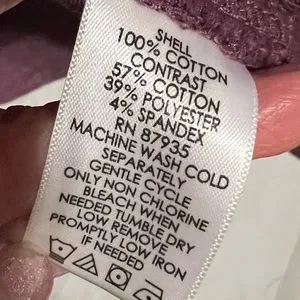 SHELL
100% COTTON
CONTRAST
57% COTTON
39% POLYESTER
4% SPANDEX
RN 87935
MACHINE WASH COLD
SEPARATELY
GENTLE CYCLE
ONLY NON CHLORINE
BLEACH WHEN
NEEDED TUMBLE DRY
LOW REMOVE
PROMPTLY LOW IRON
IF NEEDED